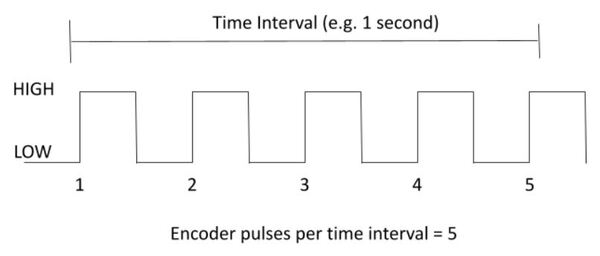 Time Interval (e.g. 1 second)
HIGH
LOW
1 2 3 4 5
Encoder pulses per time interval = 5